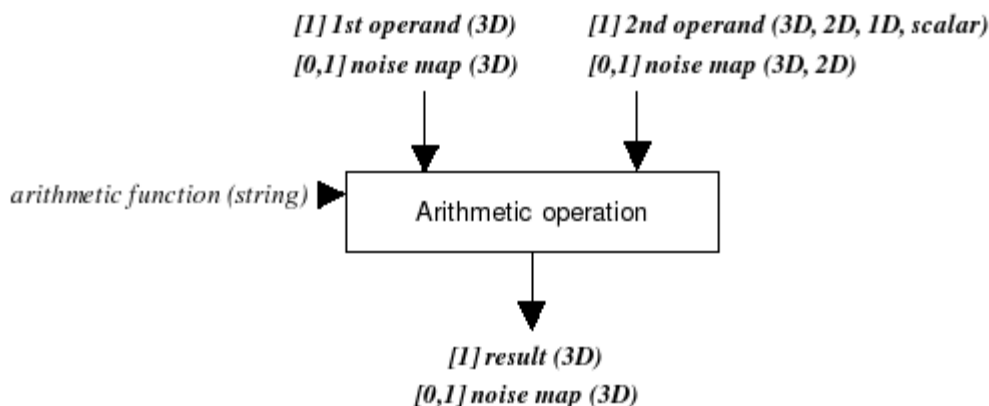 [1] 1st operand (3D)
[0,1] noise map (3D)
[1] 2nd operand (3D, 2D, 1D, scalar)
[0,1] noise map (3D, 2D)
arithmetic function (string)
Arithmetic operation
[1] result (3D)
[0,1] noise map (3D)